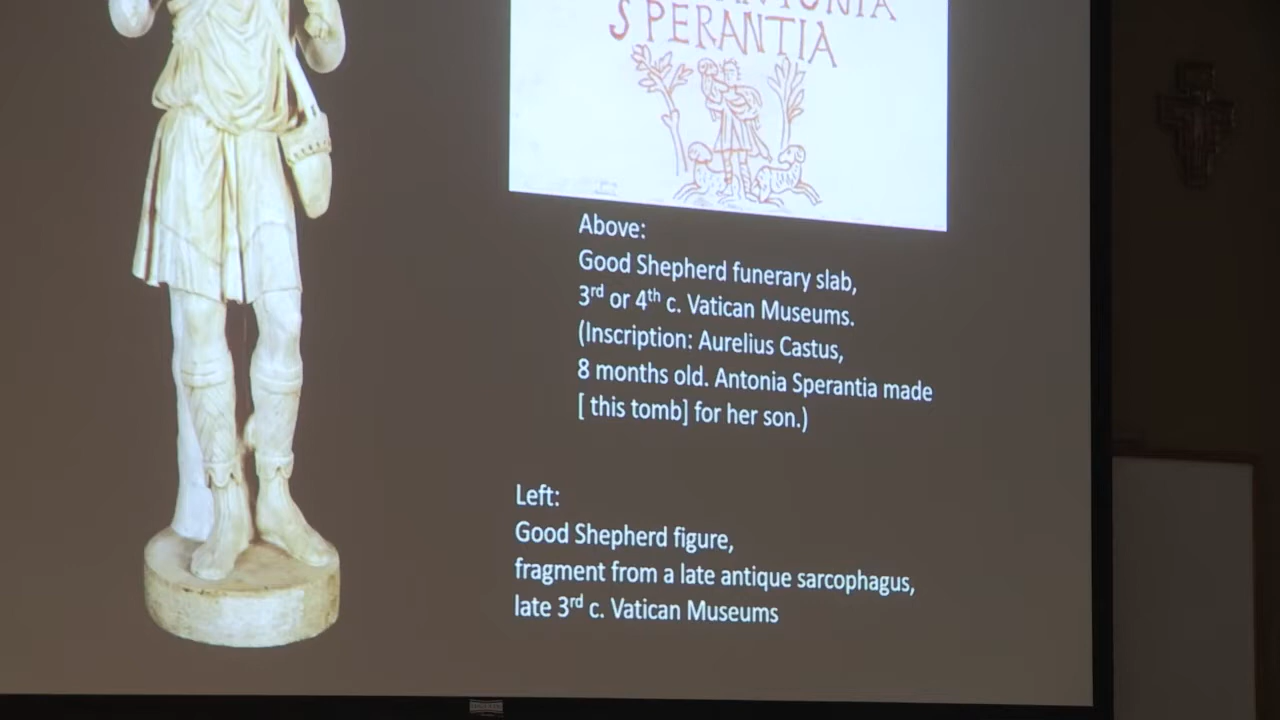 ANTONIA
SPERANTIA
Above:
Good Shepherd funerary slab,
3rd or 4th c. Vatican Museums.
(Inscription: Aurelius Castus,
8 months old. Antonia Sperantia made
[ this tomb] for her son.)
Left:
Good Shepherd figure,
fragment from a late antique sarcophagus,
late 3rd c. Vatican Museums